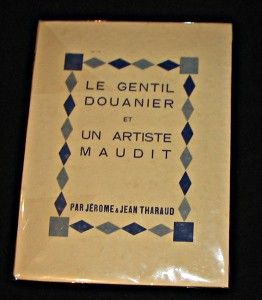 LE GENTIL
DOUANIER
ET
UN ARTISTE
MAUDIT
PAR JÉROME & JEAN THARAUD